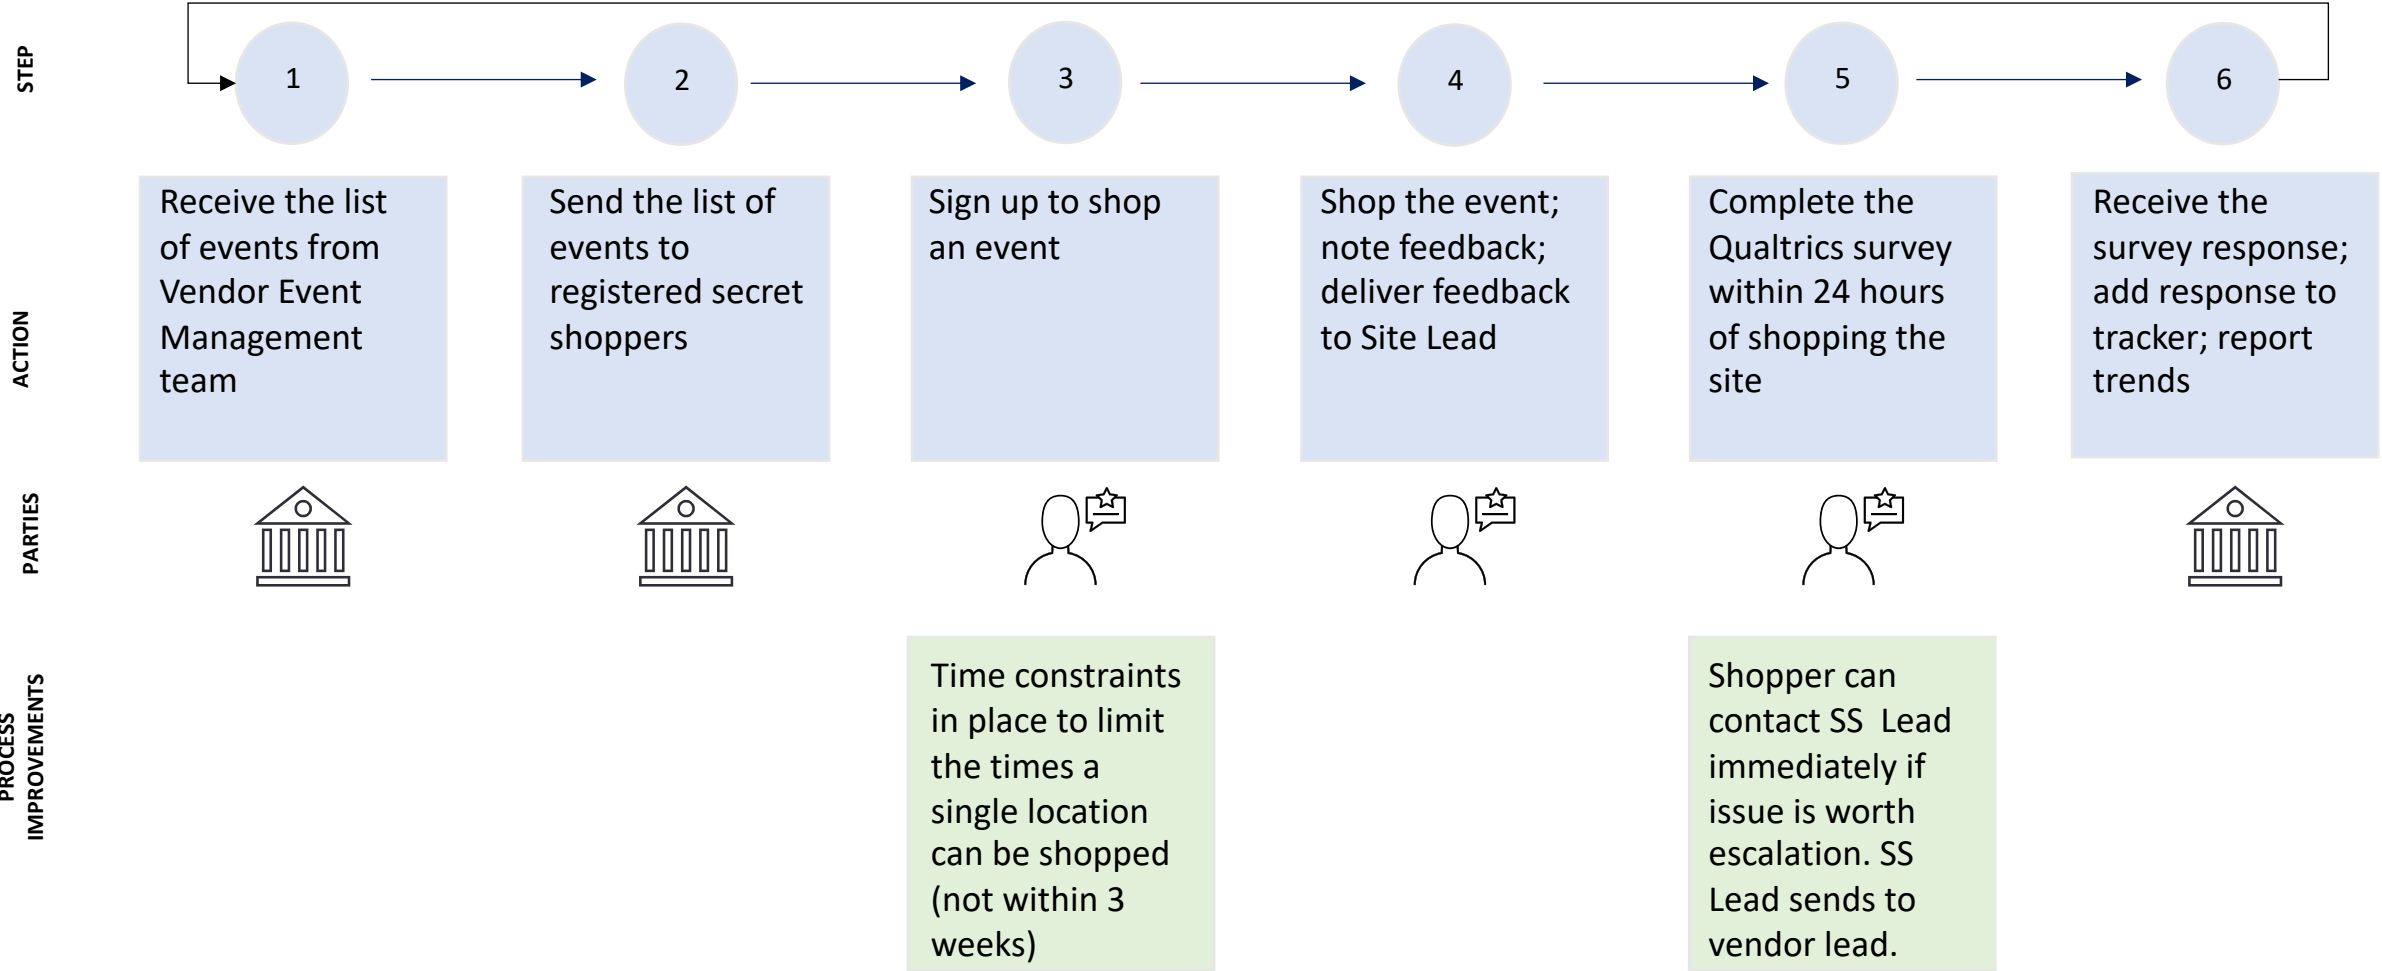 STEP
1
2
3
4
5
6
ACTION
Receive the list
of events from
Vendor Event
Management
team
Send the list of
events to
registered secret
shoppers
Sign up to shop
an event
Shop the event;
note feedback;
deliver feedback
to Site Lead
Complete the
Qualtrics survey
within 24 hours
of shopping the
site
Receive the
survey response;
add response to
tracker; report
trends
PARTIES
PROCESS
IMPROVEMENTS
Time constraints
in place to limit
the times a
single location
can be shopped
(not within 3
weeks)
Shopper can
contact SS  Lead
immediately if
issue is worth
escalation. SS
Lead sends to
vendor lead.